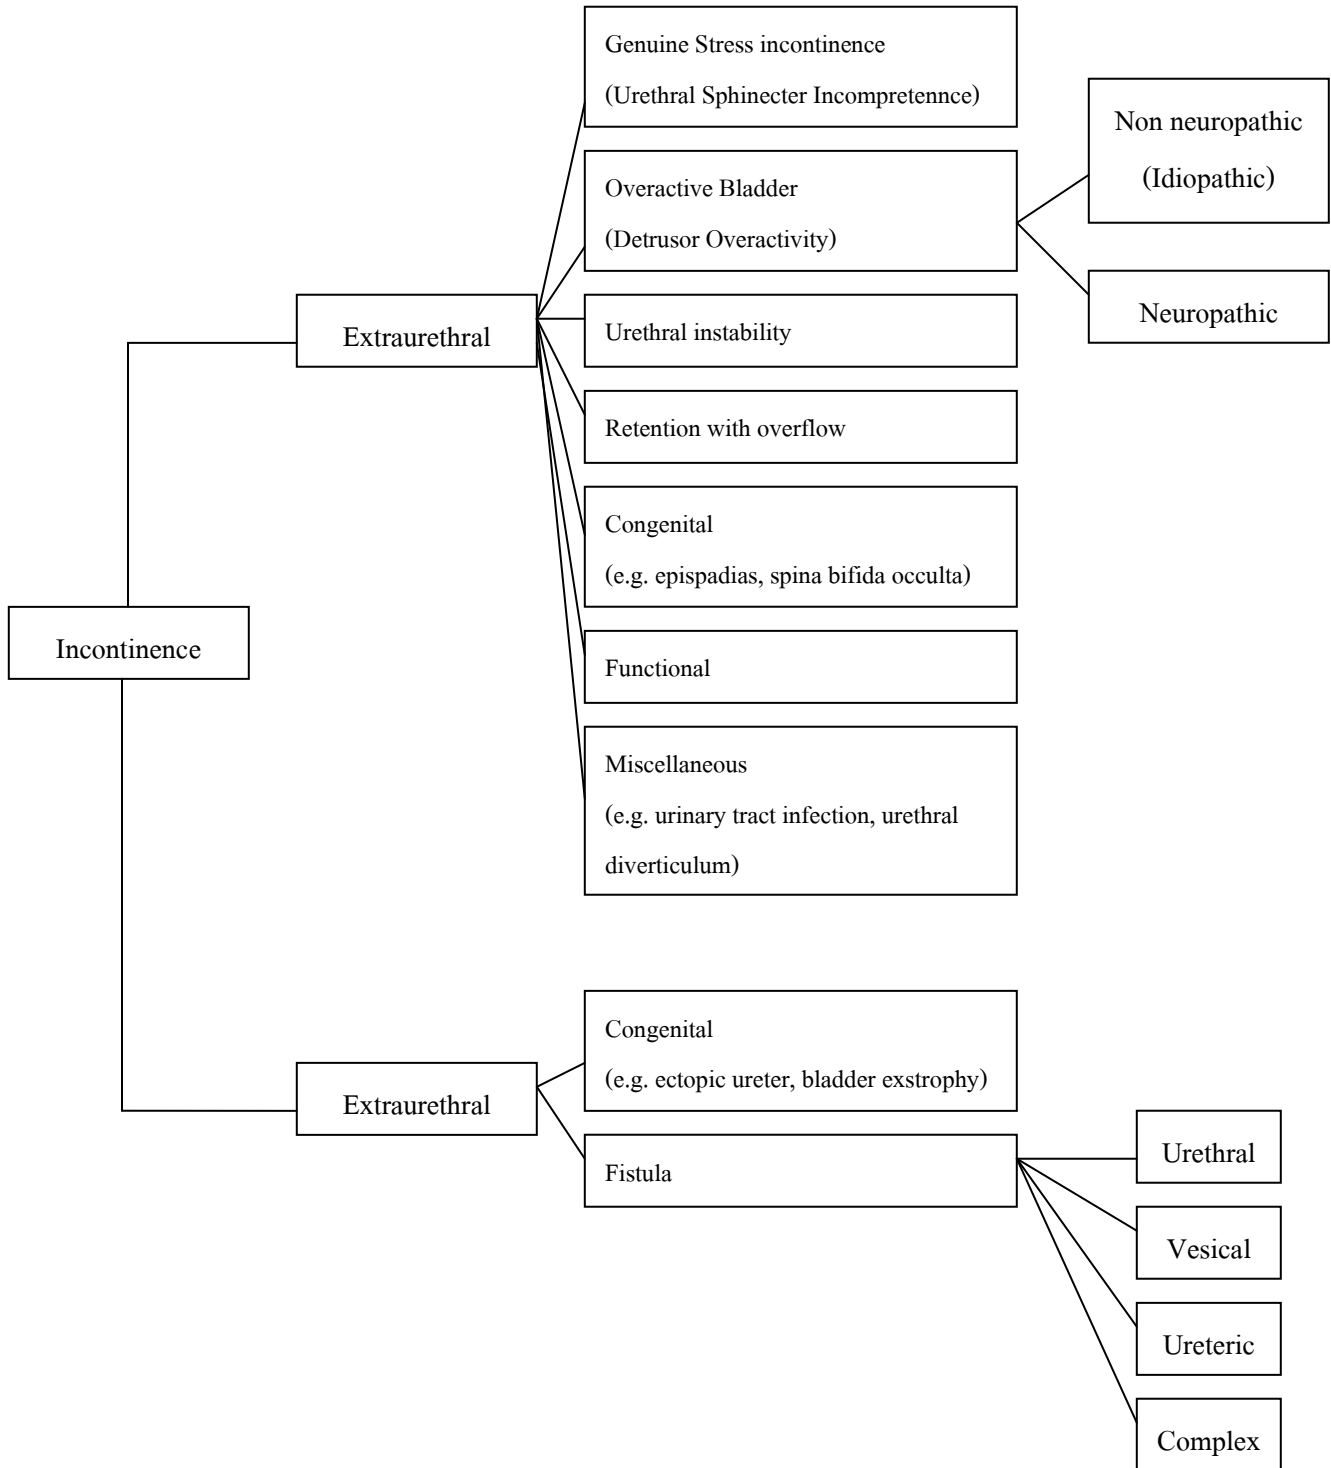 Genuine Stress incontinence
(Urethral Sphinecter Incompretennce)
Non neuropathic
(Idiopathic)
Overactive Bladder
(Detrusor Overactivity)
Neuropathic
Extraurethral
Urethral instability
Retention with overflow
Congenital
(e.g. epispadias, spina bifida occulta)
Incontinence
Functional
Miscellaneous
(e.g. urinary tract infection, urethral
diverticulum)
Congenital
(e.g. ectopic ureter, bladder exstrophy)
Extraurethral
Fistula
Urethral
Vesical
Ureteric
Complex